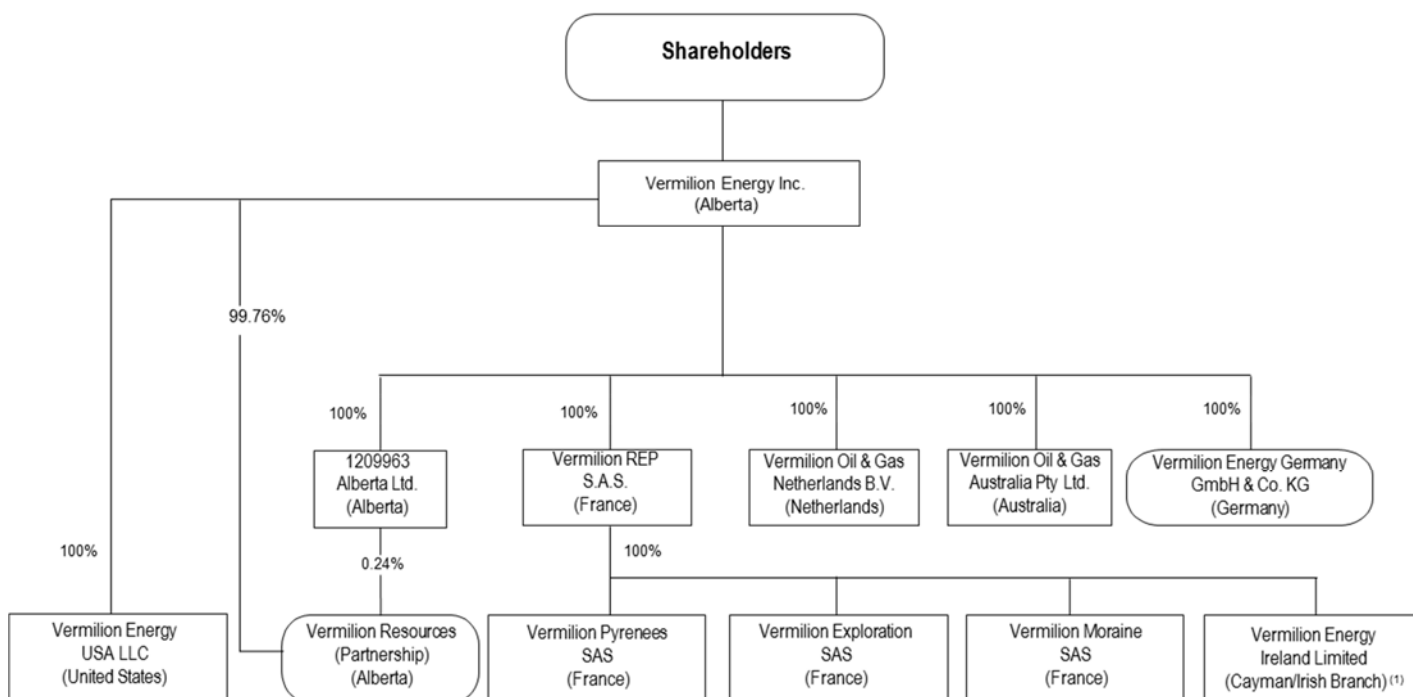 Shareholders
Vermilion Energy Inc.
(Alberta)
99.76%
100%
100%
100%
100%
100%
1209963
Alberta Ltd.
(Alberta)
Vermilion REP
S.A.S.
(France)
Vermilion Oil & Gas
Netherlands B.V.
(Netherlands)
Vermilion Oil & Gas
Australia Pty Ltd.
(Australia)
Vermilion Energy Germany
GmbH & Co. KG
(Germany)
100%
0.24%
100%
Vermilion Energy
USA LLC
(United States)
Vermilion Resources
(Partnership)
(Alberta)
Vermilion Pyrenees
SAS
(France)
Vermilion Exploration
SAS
(France)
Vermilion Moraine
SAS
(France)
Vermilion Energy
Ireland Limited
(Cayman/Irish Branch) (1)